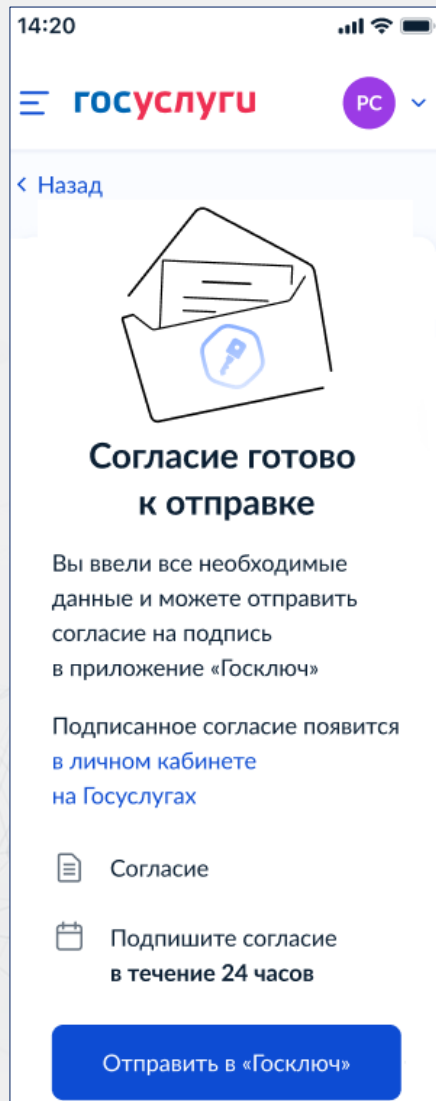 14:20
госуслуги
РС
Назад
Согласие готово
к отправке
Вы ввели все необходимые
данные и можете отправить
согласие на подпись
в приложение «Госключ»
Подписанное согласие появится
в личном кабинете
на Госуслугах
Согласие
Подпишите согласие
в течение 24 часов
Отправить в «Госключ»